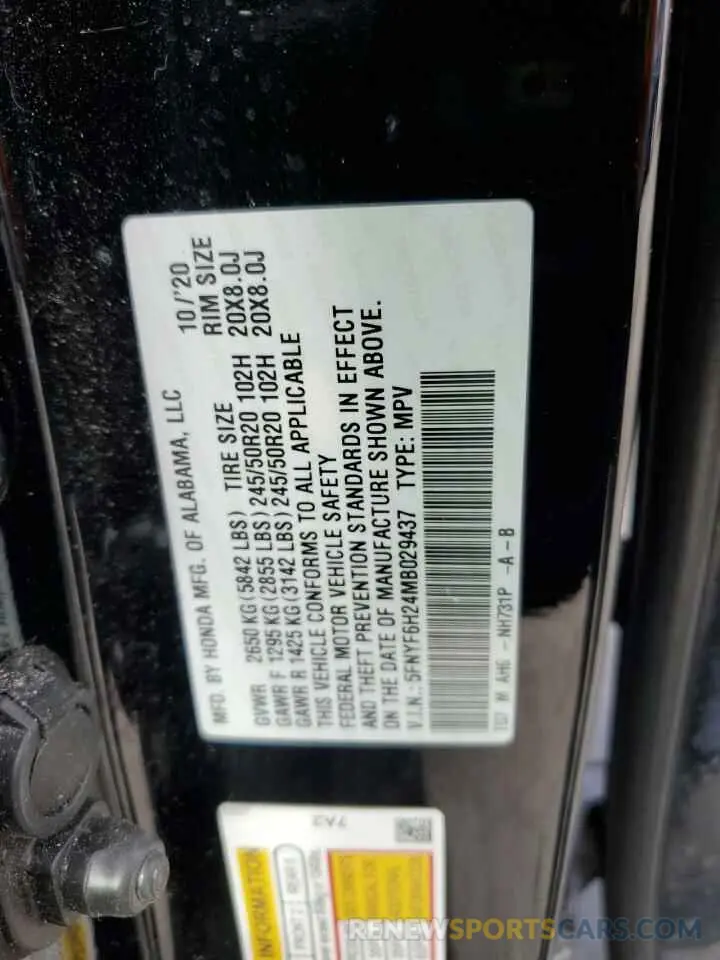 MFD. BY HONDA MFG. OF ALABAMA, LLC 10/'20
TIRE SIZE RIM SIZE
GVWR 2650 KG (5842 LBS)
GAWR F 1295 KG (2855 LBS) 245/50R20 102H 20X8.0J
GAWR R 1425 KG (3142 LBS) 245/50R20 102H 20X8.0J
THIS VEHICLE CONFORMS TO ALL APPLICABLE
FEDERAL MOTOR VEHICLE SAFETY
AND THEFT PREVENTION STANDARDS IN EFFECT
ON THE DATE OF MANUFACTURE SHOWN ABOVE.
V.I.N.: 5FNYF6H24MB029437 TYPE: MPV
TG7 M AH6 - NH731P -A-B
7A2
INFORMATION
RENEWSPORTSCARS.COM